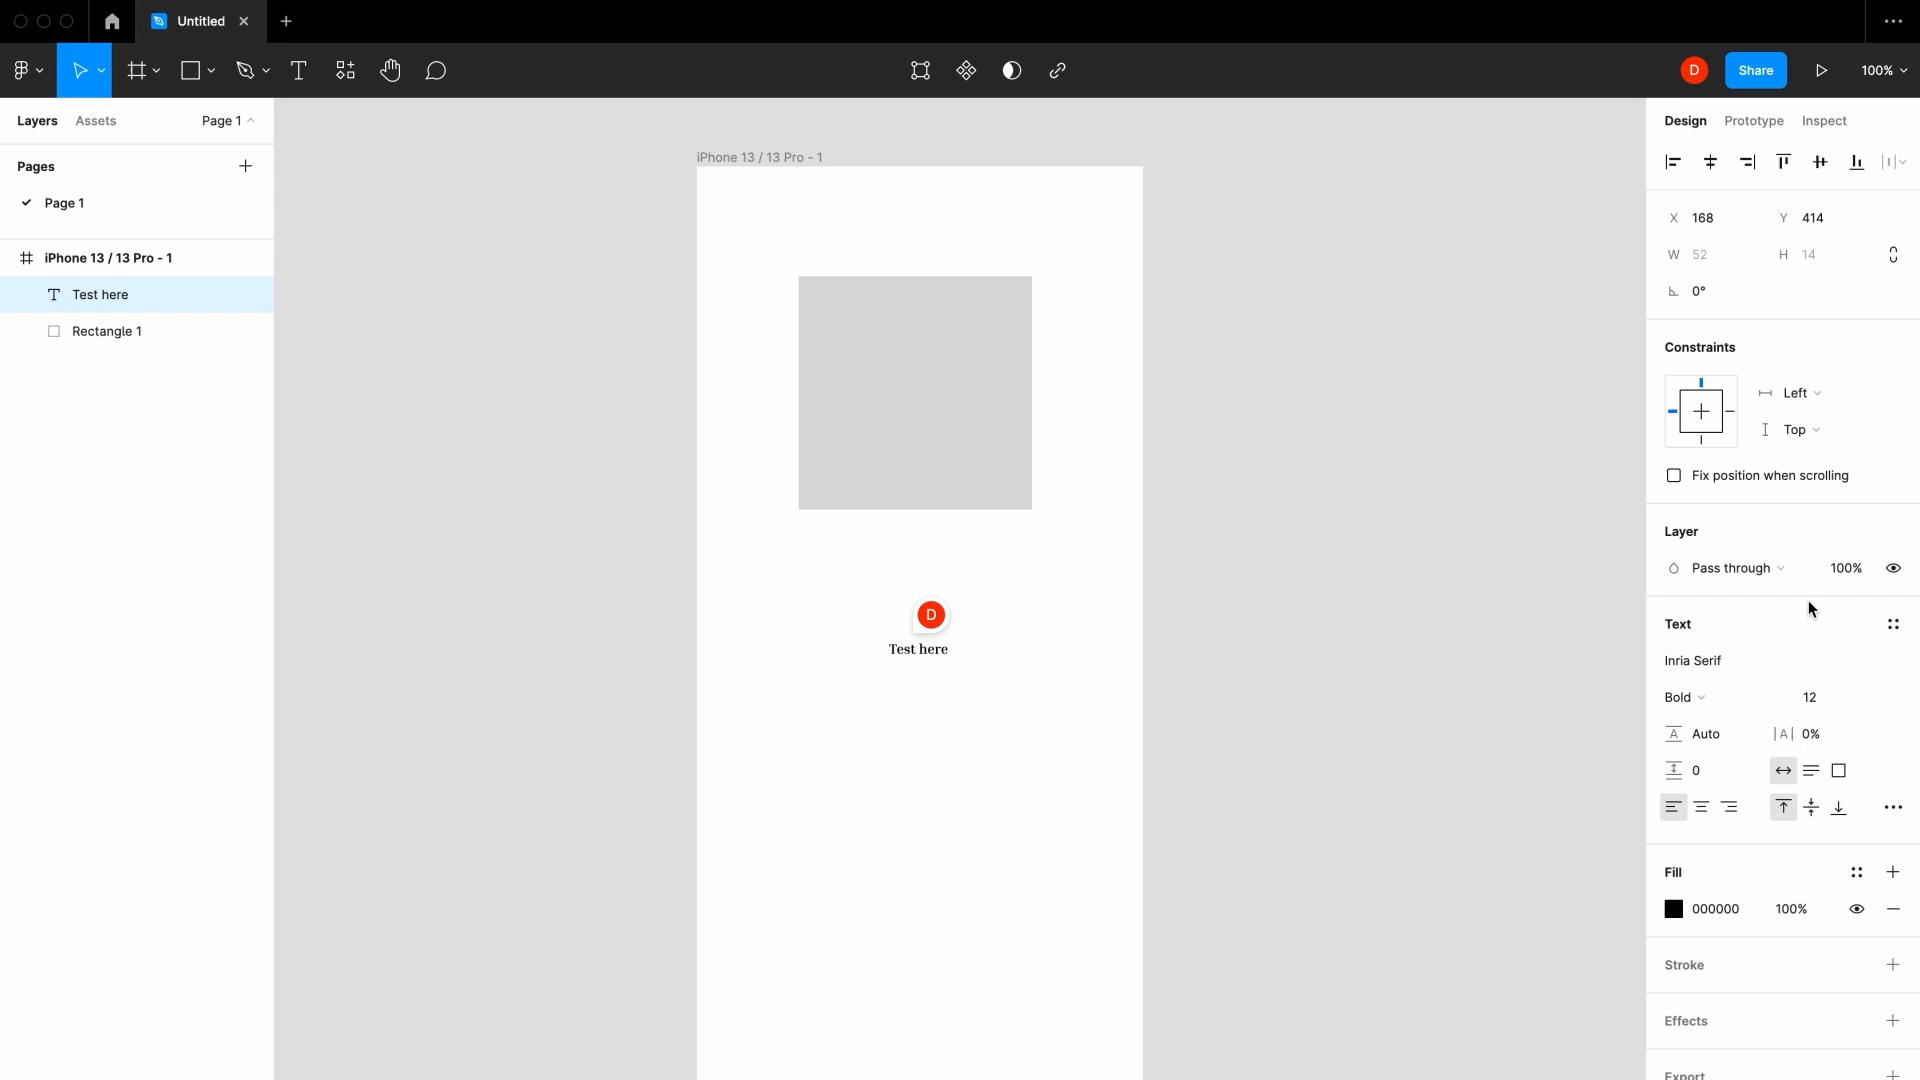 Untitled
D
Share
100%
Layers
Assets
Page 1
Pages
Page 1
iPhone 13 / 13 Pro - 1
Test here
Rectangle 1
iPhone 13 / 13 Pro - 1
D
Test here
Design
Prototype
Inspect
X 168
Y 414
W 52
H 14
0°
Constraints
Left
Top
Fix position when scrolling
Layer
Pass through
100%
Text
Inria Serif
Bold
12
A Auto
|A| 0%
0
Fill
000000
100%
Stroke
Effects
Export